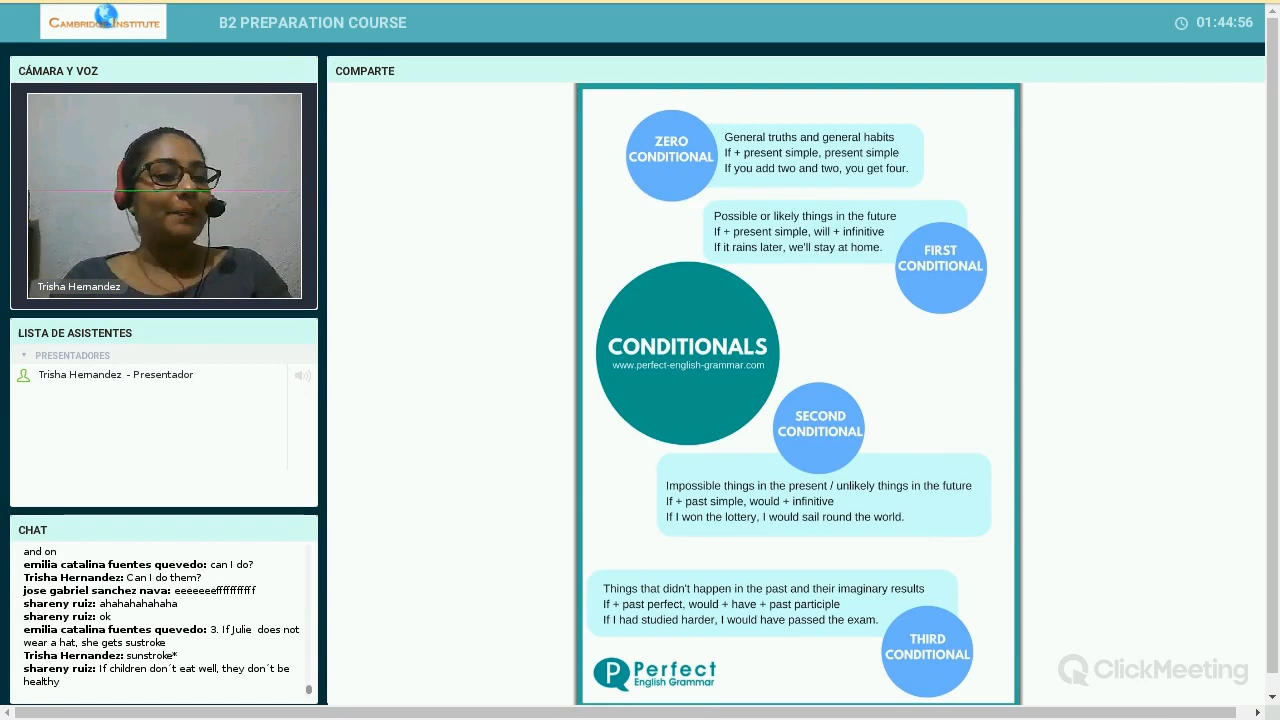 CAMBRIDGE INSTITUTE
B2 PREPARATION COURSE
01:44:56
CÁMARA Y VOZ
Trisha Hernandez
LISTA DE ASISTENTES
PRESENTADORES
Trisha Hernandez - Presentador
CHAT
and on
emilia catalina fuentes quevedo: can I do?
Trisha Hernandez: Can I do them?
jose gabriel sanchez nava: eeeeeeefffffffffff
shareny ruiz: ahahahahahaha
shareny ruiz: ok
emilia catalina fuentes quevedo: 3. If Julie does not
wear a hat, she gets sustroke
Trisha Hernandez: sunstroke*
shareny ruiz: If children don´t eat well, they don´t be
healthy
COMPARTE
ZERO
CONDITIONAL
General truths and general habits
If + present simple, present simple
If you add two and two, you get four.
Possible or likely things in the future
If + present simple, will + infinitive
If it rains later, we'll stay at home.
FIRST
CONDITIONAL
CONDITIONALS
www.perfect-english-grammar.com
SECOND
CONDITIONAL
Impossible things in the present / unlikely things in the future
If + past simple, would + infinitive
If I won the lottery, I would sail round the world.
Things that didn't happen in the past and their imaginary results
If + past perfect, would + have + past participle
If I had studied harder, I would have passed the exam.
THIRD
CONDITIONAL
Perfect
English Grammar
ClickMeeting